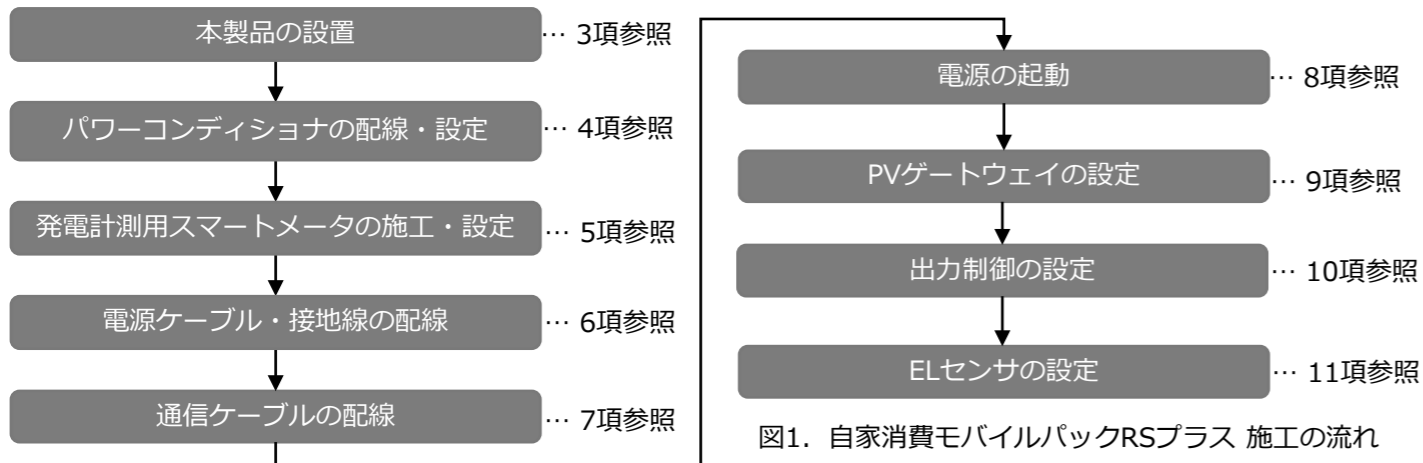 本製品の設置 … 3項参照
パワーコンディショナの配線・設定 … 4項参照
発電計測用スマートメータの施工・設定 … 5項参照
電源ケーブル・接地線の配線 … 6項参照
通信ケーブルの配線 … 7項参照
電源の起動 … 8項参照
PVゲートウェイの設定 … 9項参照
出力制御の設定 … 10項参照
ELセンサの設定 … 11項参照
図1. 自家消費モバイルパックRSプラス 施工の流れ